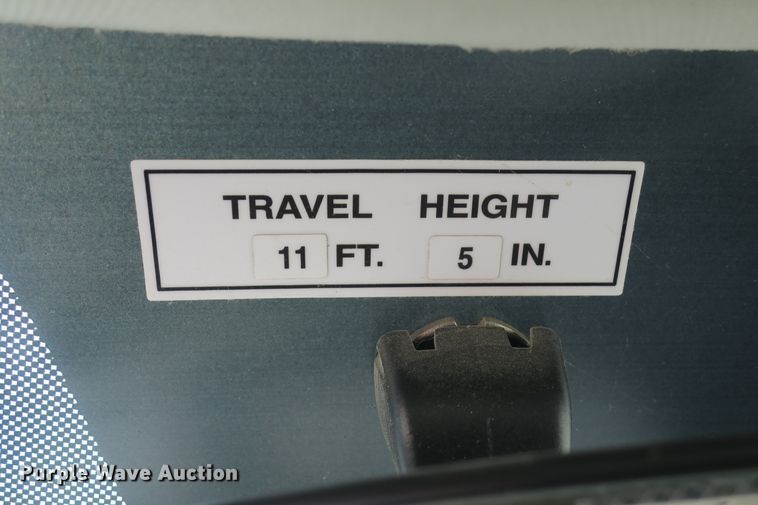 TRAVEL HEIGHT
11 FT. 5 IN.
Purple Wave Auction